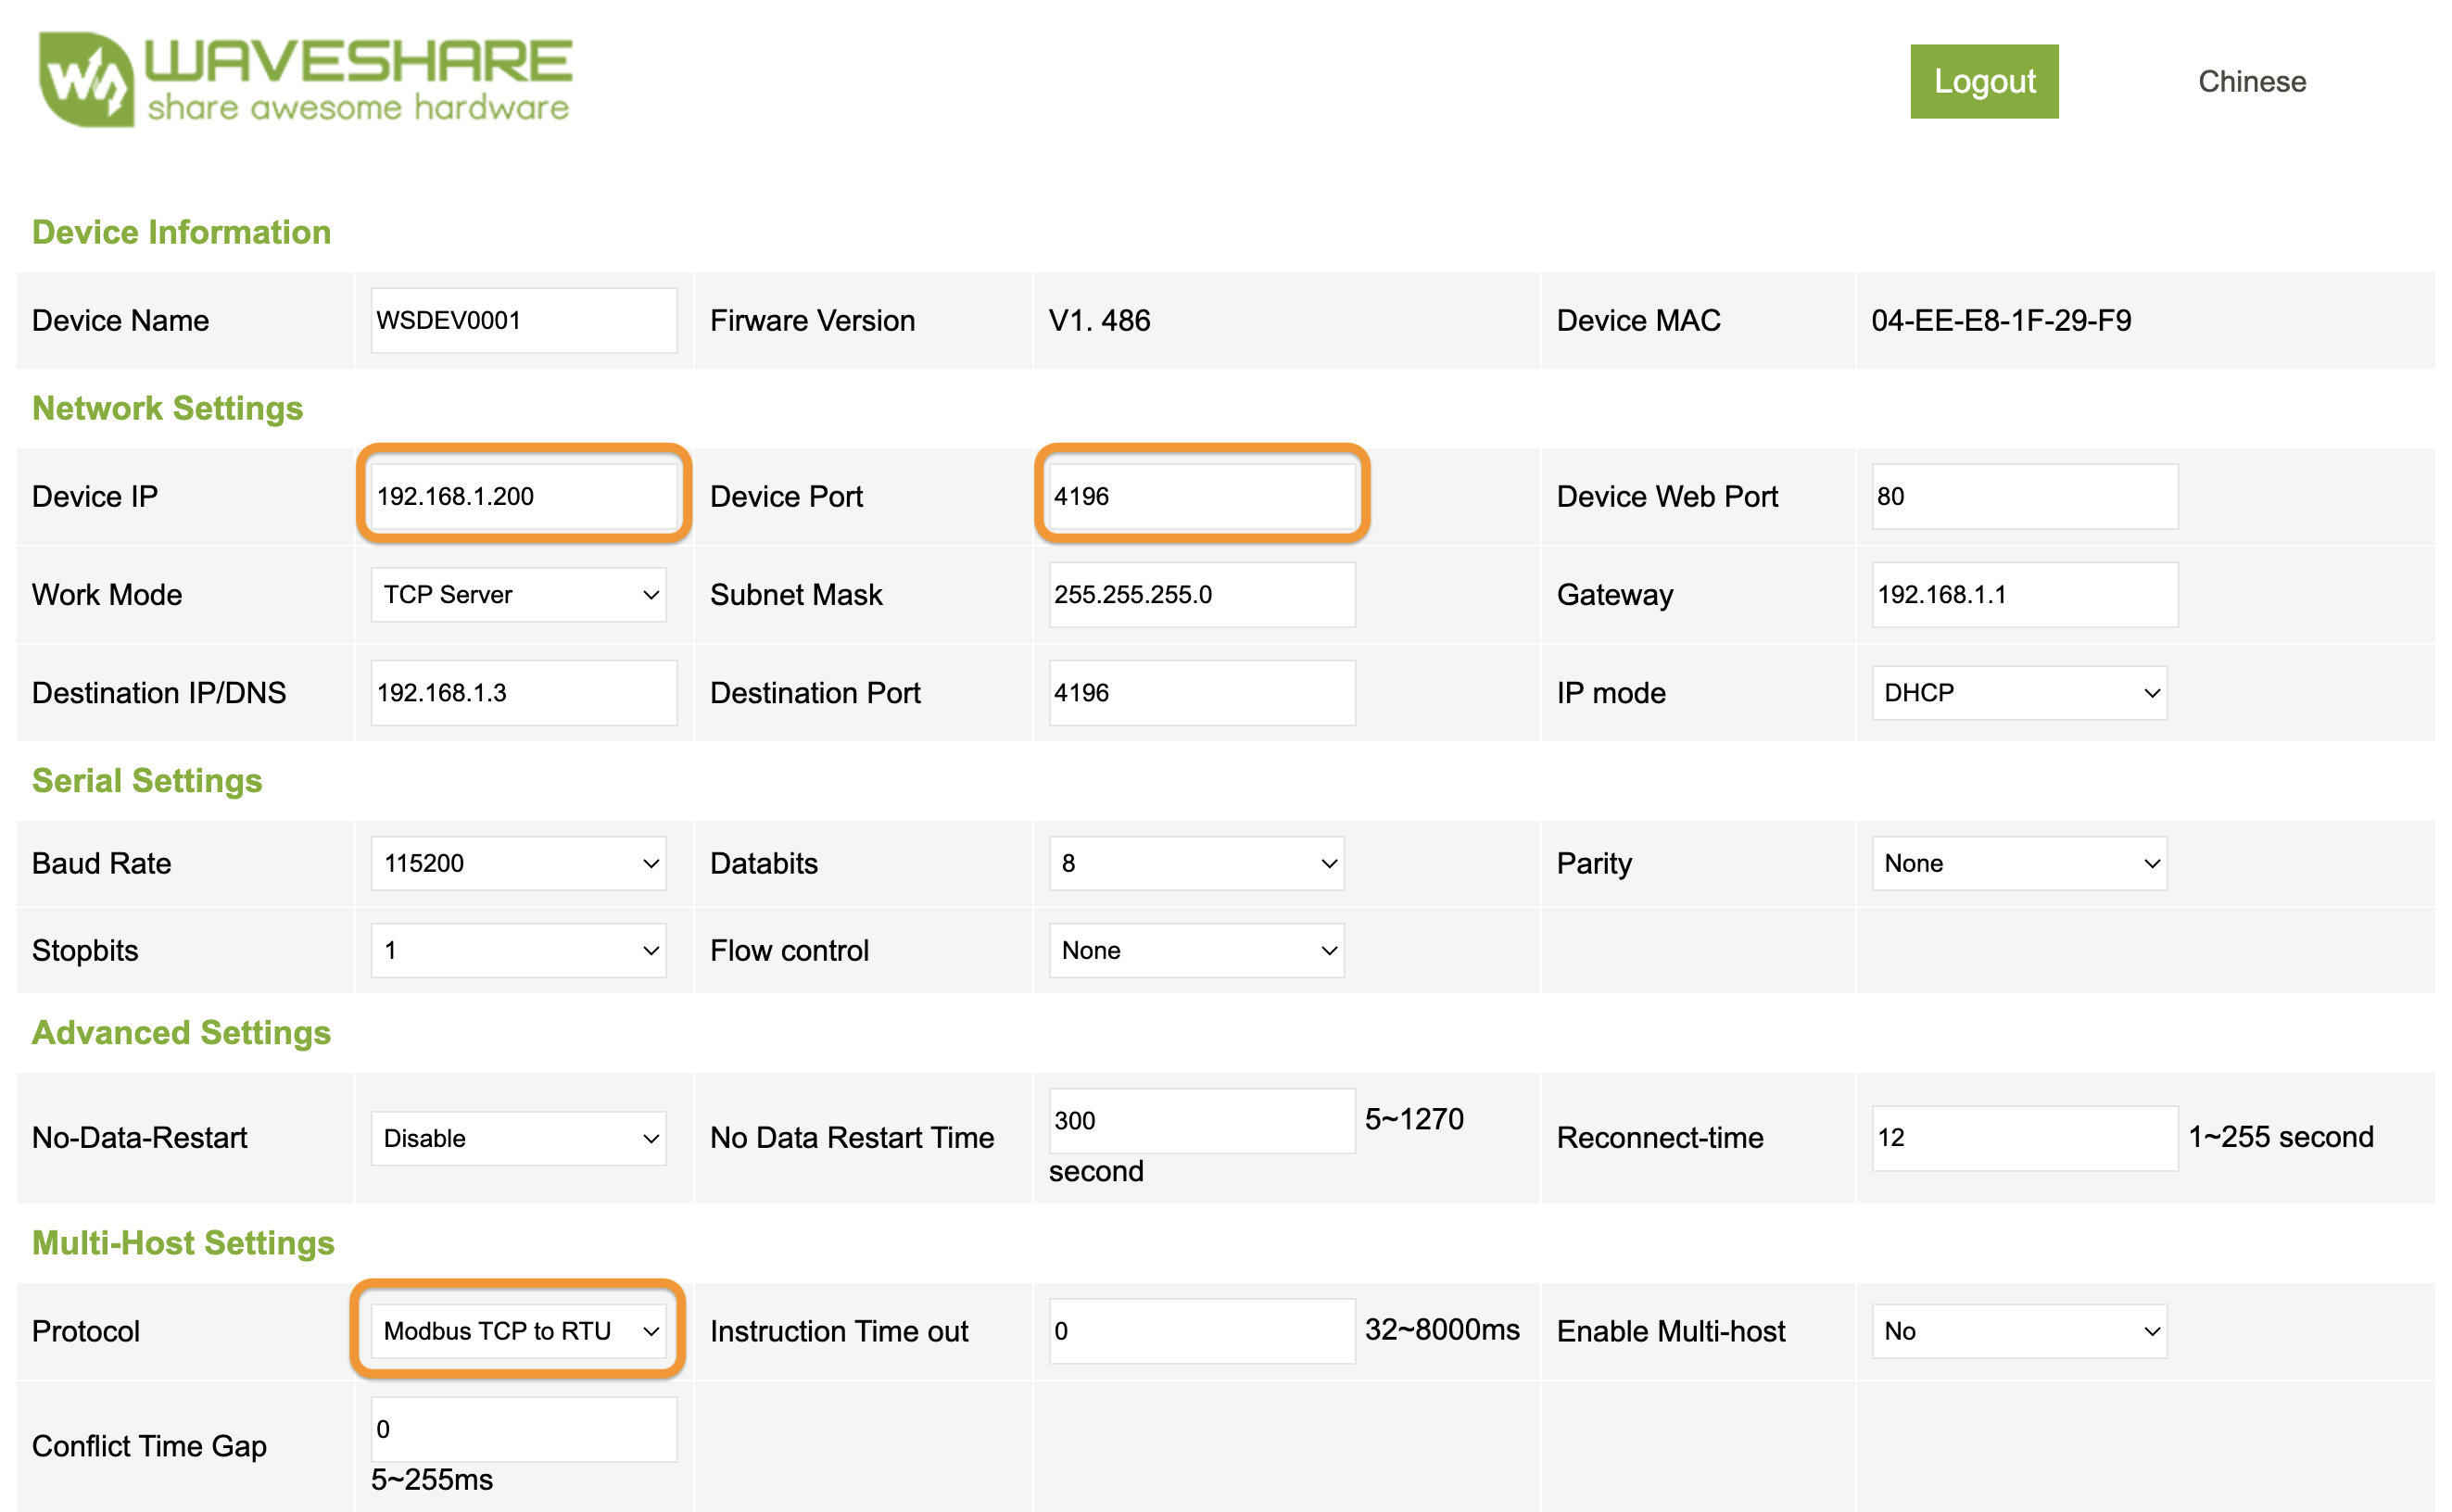 WAVESHARE
share awesome hardware
Logout
Chinese
Device Information
Device Name WSDEV0001 Firware Version V1. 486 Device MAC 04-EE-E8-1F-29-F9
Network Settings
Device IP 192.168.1.200 Device Port 4196 Device Web Port 80
Work Mode TCP Server Subnet Mask 255.255.255.0 Gateway 192.168.1.1
Destination IP/DNS 192.168.1.3 Destination Port 4196 IP mode DHCP
Serial Settings
Baud Rate 115200 Databits 8 Parity None
Stopbits 1 Flow control None
Advanced Settings
No-Data-Restart Disable No Data Restart Time 300 5~1270 second Reconnect-time 12 1~255 second
Multi-Host Settings
Protocol Modbus TCP to RTU Instruction Time out 0 32~8000ms Enable Multi-host No
Conflict Time Gap 0 5~255ms